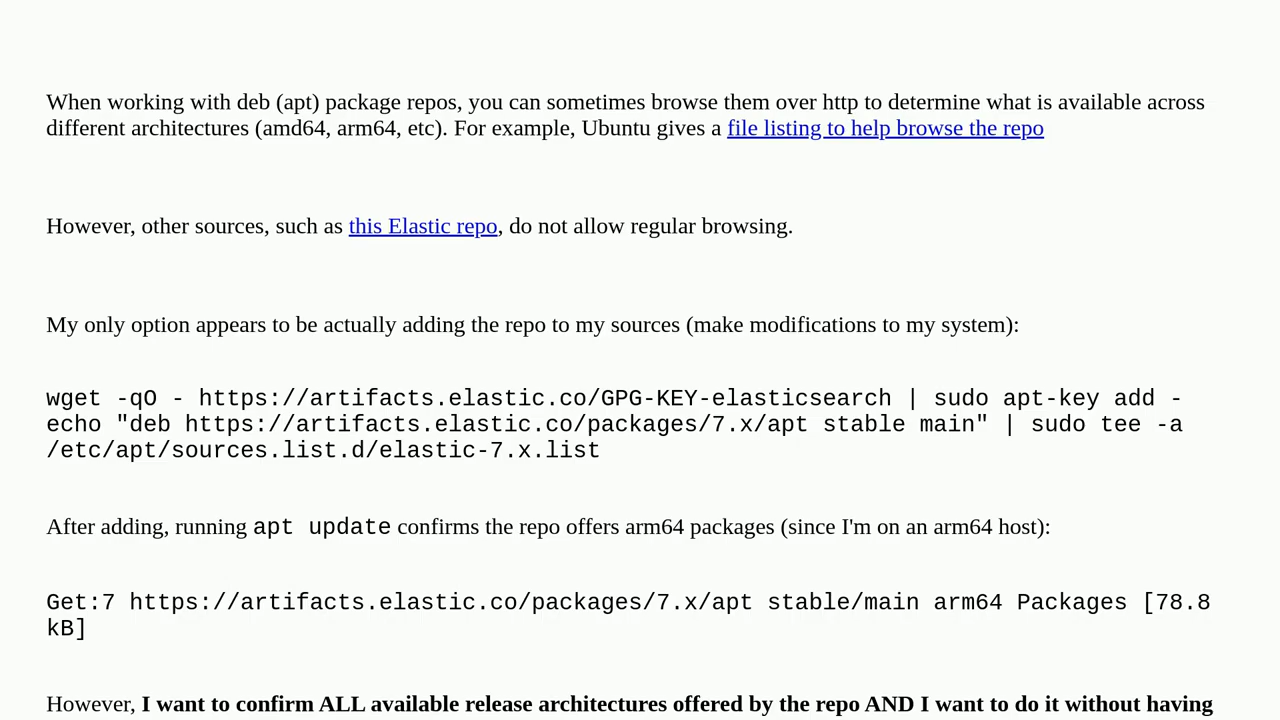 When working with deb (apt) package repos, you can sometimes browse them over http to determine what is available across
different architectures (amd64, arm64, etc). For example, Ubuntu gives a file listing to help browse the repo
However, other sources, such as this Elastic repo, do not allow regular browsing.
My only option appears to be actually adding the repo to my sources (make modifications to my system):
wget -qO - https://artifacts.elastic.co/GPG-KEY-elasticsearch | sudo apt-key add -
echo "deb https://artifacts.elastic.co/packages/7.x/apt stable main" | sudo tee -a
/etc/apt/sources.list.d/elastic-7.x.list
After adding, running apt update confirms the repo offers arm64 packages (since I'm on an arm64 host):
Get:7 https://artifacts.elastic.co/packages/7.x/apt stable/main arm64 Packages [78.8
kB]
However, I want to confirm ALL available release architectures offered by the repo AND I want to do it without having